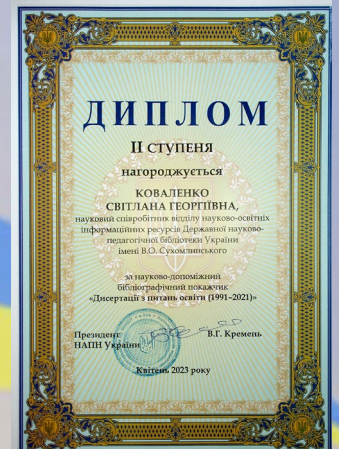 ДИПЛОМ
II СТУПЕНЯ
нагороджується
КОВАЛЕНКО
СВІТЛАНА ГЕОРГІЇВНА,
науковий співробітник відділу науково-освітніх
інформаційних ресурсів Державної науково-
педагогічної бібліотеки України
імені В.О. Сухомлинського
за науково-допоміжний
бібліографічний покажчик
«Дисертації з питань освіти (1991–2021)»
Президент В.Г. Кремень
НАПН України
Квітень 2023 року